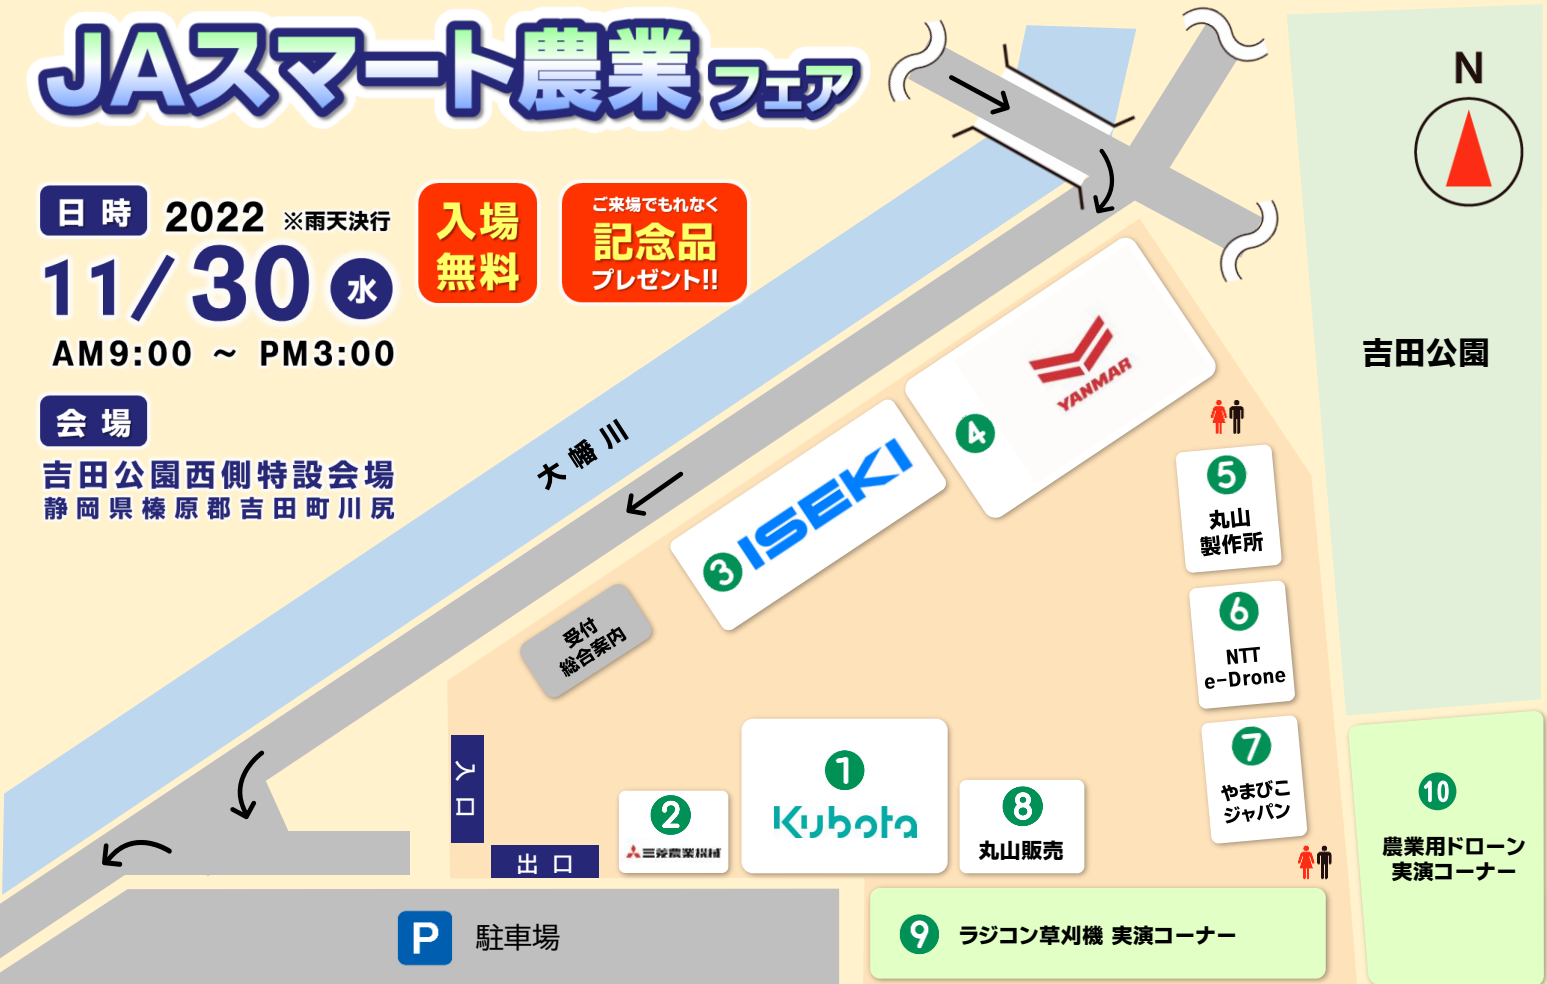 JAスマート農業フェア
日時
2022 ※雨天決行
11/30 水
AM9:00 ~ PM3:00
会場
吉田公園西側特設会場
静岡県榛原郡吉田町川尻
入場
無料
ご来場でもれなく
記念品
プレゼント!!
N
吉田公園
大幡川
4
YANMAR
3
ISEKI
受付
総合案内
5
丸山
製作所
6
NTT
e-Drone
7
やまびこ
ジャパン
入口
出口
2
三菱農業機械
1
Kubota
8
丸山販売
10
農業用ドローン
実演コーナー
P 駐車場
9 ラジコン草刈機 実演コーナー